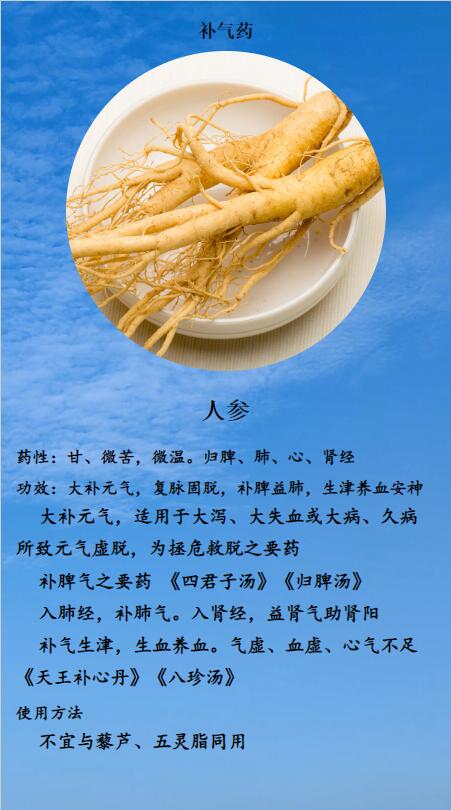 补气药
人参
药性：甘、微苦，微温。归脾、肺、心、肾经
功效：大补元气，复脉固脱，补脾益肺，生津养血安神
大补元气，适用于大泻、大失血或大病、久病
所致元气虚脱，为拯危救脱之要药
补脾气之要药 《四君子汤》《归脾汤》
入肺经，补肺气。入肾经，益肾气助肾阳
补气生津，生血养血。气虚、血虚、心气不足
《天王补心丹》《八珍汤》
使用方法
不宜与藜芦、五灵脂同用